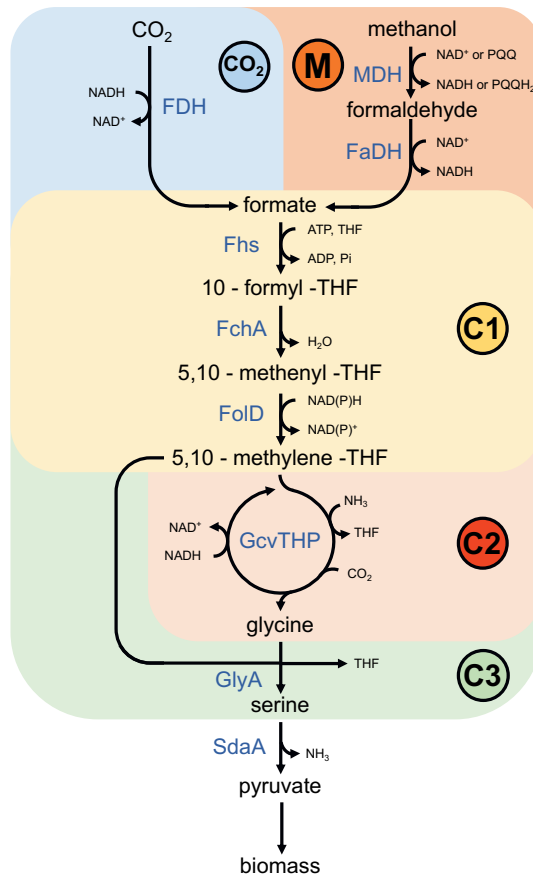 CO₂
methanol
CO₂
M
NADH
NAD⁺
FDH
MDH
NAD⁺ or PQQ
NADH or PQQH₂
formaldehyde
FaDH
NAD⁺
NADH
formate
Fhs
ATP, THF
ADP, Pi
10 - formyl -THF
FchA
H₂O
C1
5,10 - methenyl -THF
FolD
NAD(P)H
NAD(P)⁺
5,10 - methylene -THF
NH₃
NAD⁺
GcvTHP
THF
NADH
CO₂
C2
glycine
THF
GlyA
C3
serine
SdaA
NH₃
pyruvate
biomass